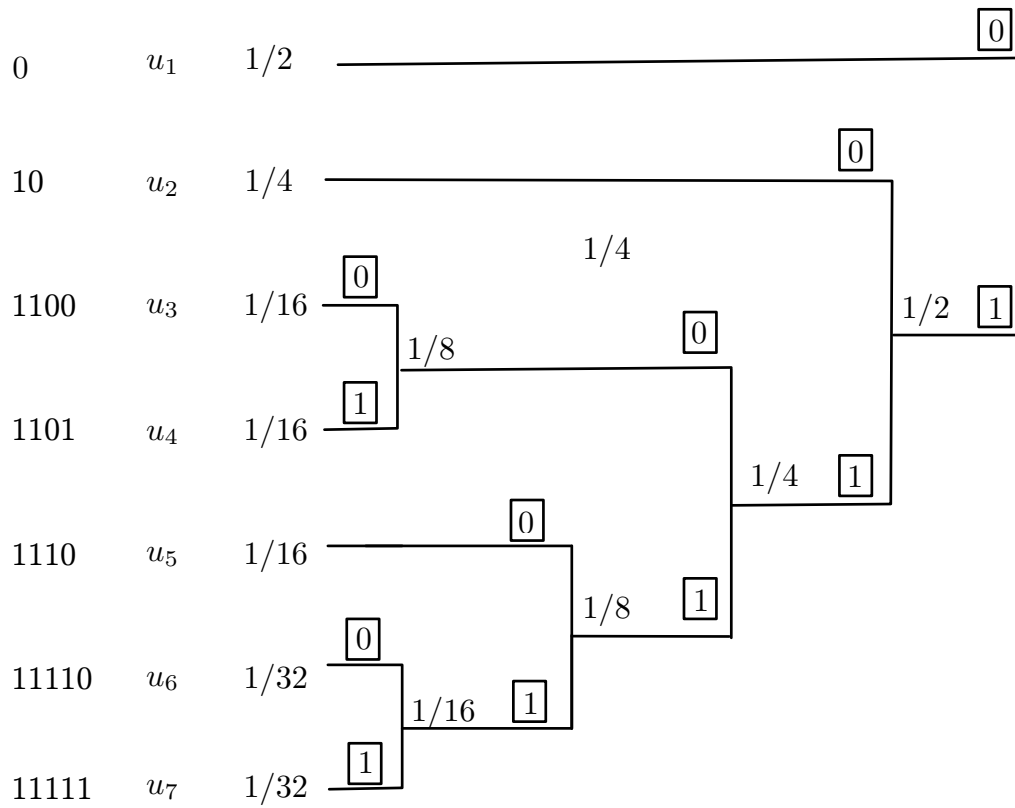 0
0 u₁ 1/2
0
10 u₂ 1/4
1/4
0
1100 u₃ 1/16
1/2 1
0
1/8
1
1101 u₄ 1/16
1/4 1
0
1110 u₅ 1/16
1/8 1
0
11110 u₆ 1/32
1/16 1
1
11111 u₇ 1/32